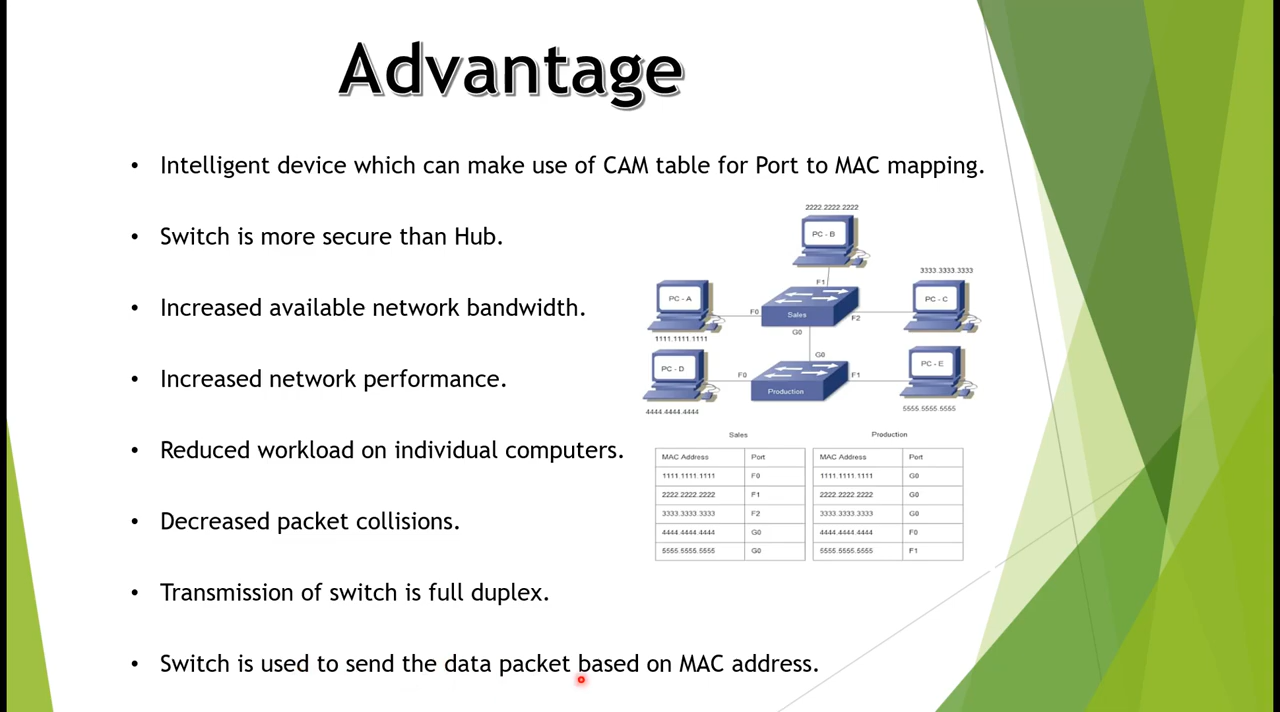 Advantage
• Intelligent device which can make use of CAM table for Port to MAC mapping.
• Switch is more secure than Hub.
• Increased available network bandwidth.
• Increased network performance.
• Reduced workload on individual computers.
• Decreased packet collisions.
• Transmission of switch is full duplex.
• Switch is used to send the data packet based on MAC address.
2222.2222.2222
PC - B
3333.3333.3333
F1
PC - A
PC - C
F0
Sales
F2
1111.1111.1111
G0
G0
PC - D
PC - E
F0
F1
Production
4444.4444.4444
5555.5555.5555
Sales
MAC Address Port
1111.1111.1111 F0
2222.2222.2222 F1
3333.3333.3333 F2
4444.4444.4444 G0
5555.5555.5555 G0
Production
MAC Address Port
1111.1111.1111 G0
2222.2222.2222 G0
3333.3333.3333 G0
4444.4444.4444 F0
5555.5555.5555 F1